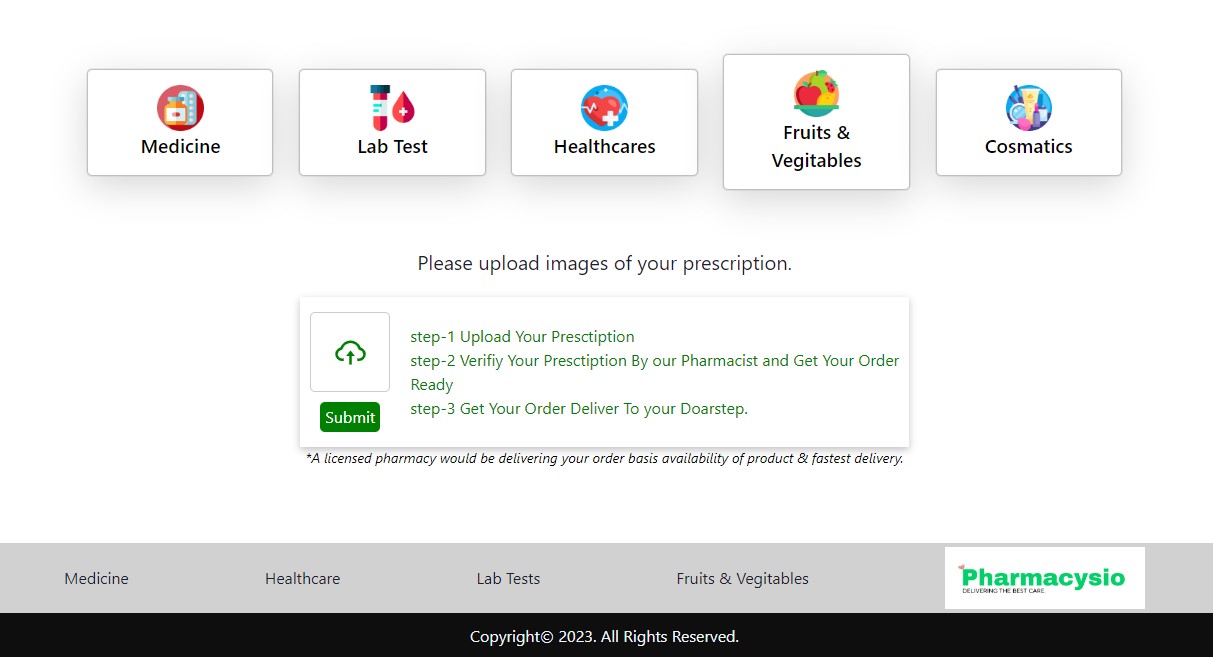 Medicine
Lab Test
Healthcares
Fruits &
Vegitables
Cosmatics
Please upload images of your prescription.
step-1 Upload Your Presctiption
step-2 Verifiy Your Presctiption By our Pharmacist and Get Your Order
Ready
step-3 Get Your Order Deliver To your Doarstep.
Submit
*A licensed pharmacy would be delivering your order basis availability of product & fastest delivery.
Medicine
Healthcare
Lab Tests
Fruits & Vegitables
Pharmacysio
DELIVERING THE BEST CARE
Copyright© 2023. All Rights Reserved.